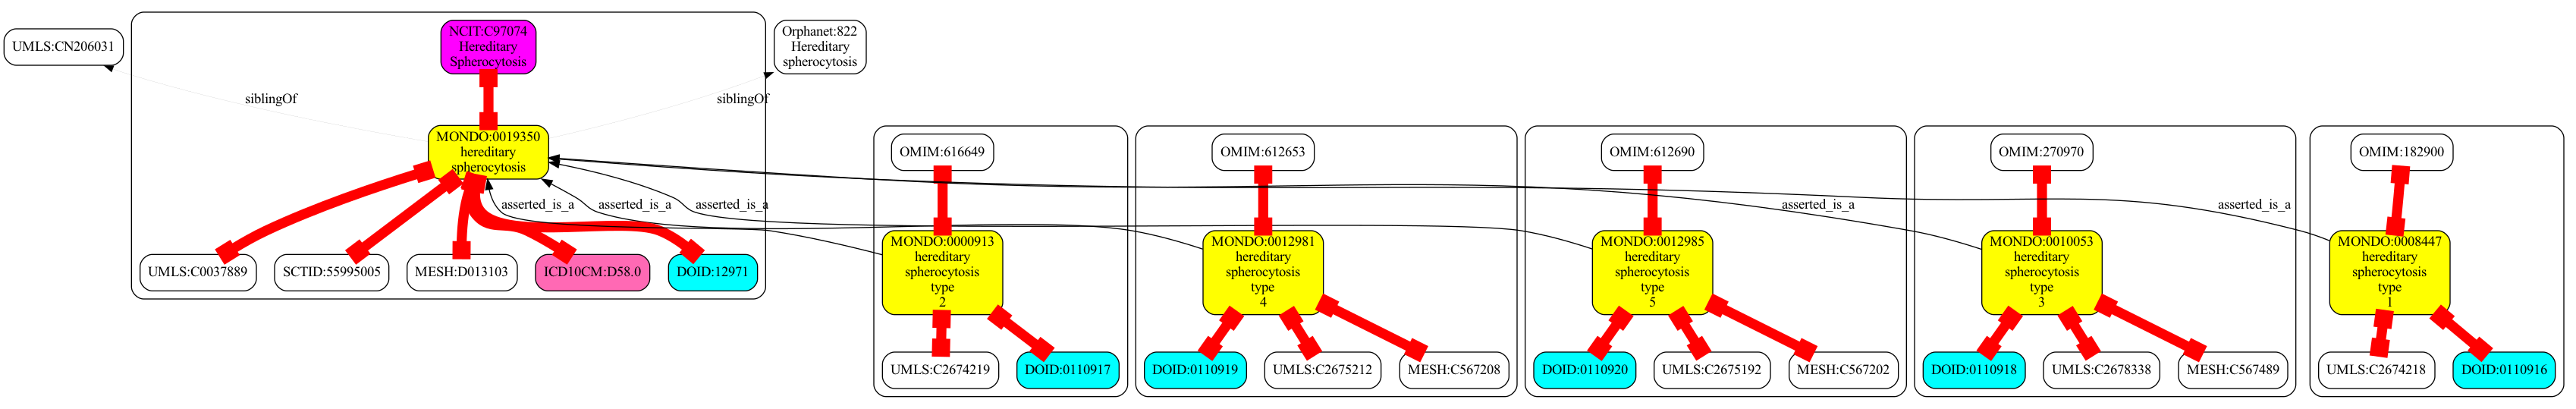 UMLS:CN206031
NCIT:C97074
Hereditary
Spherocytosis
Orphanet:822
Hereditary
spherocytosis
siblingOf
siblingOf
MONDO:0019350
hereditary
spherocytosis
OMIM:616649
OMIM:612653
OMIM:612690
OMIM:270970
OMIM:182900
asserted_is_a
asserted_is_a
asserted_is_a
asserted_is_a
asserted_is_a
UMLS:C0037889
SCTID:55995005
MESH:D013103
ICD10CM:D58.0
DOID:12971
MONDO:0000913
hereditary
spherocytosis
type
2
MONDO:0012981
hereditary
spherocytosis
type
4
MONDO:0012985
hereditary
spherocytosis
type
5
MONDO:0010053
hereditary
spherocytosis
type
3
MONDO:0008447
hereditary
spherocytosis
type
1
UMLS:C2674219
DOID:0110917
DOID:0110919
UMLS:C2675212
MESH:C567208
DOID:0110920
UMLS:C2675192
MESH:C567202
DOID:0110918
UMLS:C2678338
MESH:C567489
UMLS:C2674218
DOID:0110916